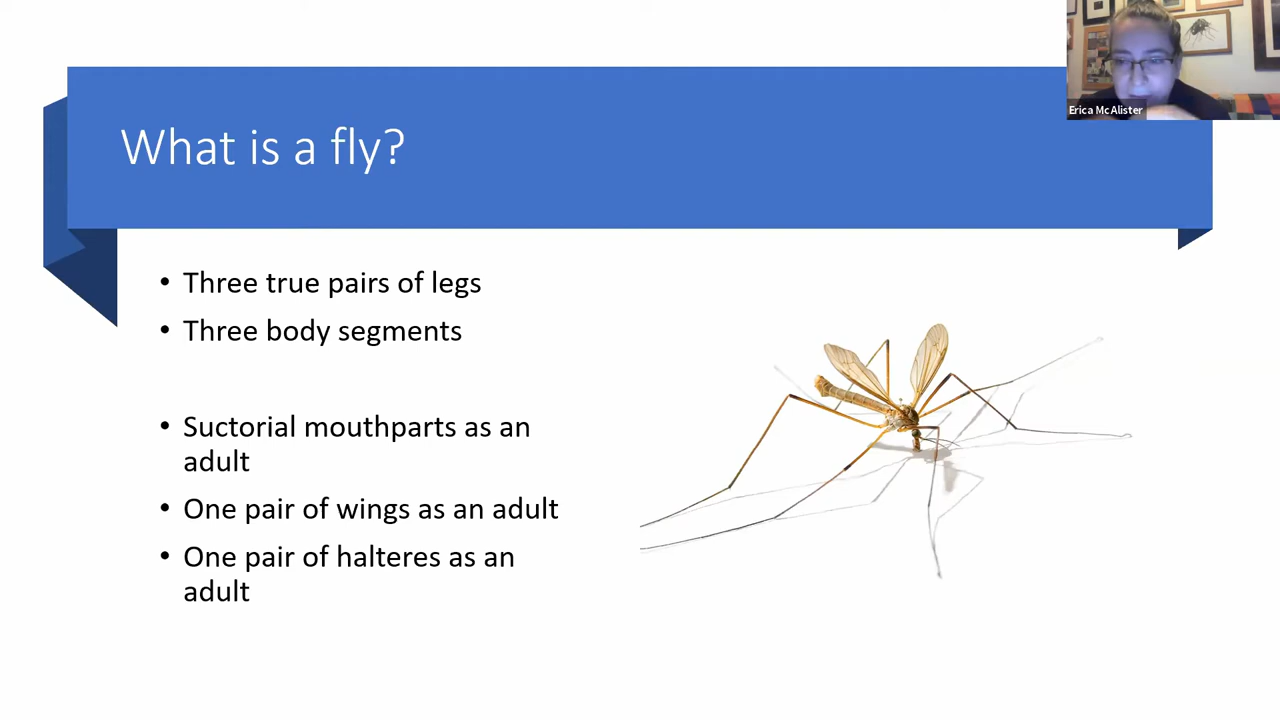 Erica McAlister
What is a fly?
• Three true pairs of legs
• Three body segments
• Suctorial mouthparts as an
adult
• One pair of wings as an adult
• One pair of halteres as an
adult